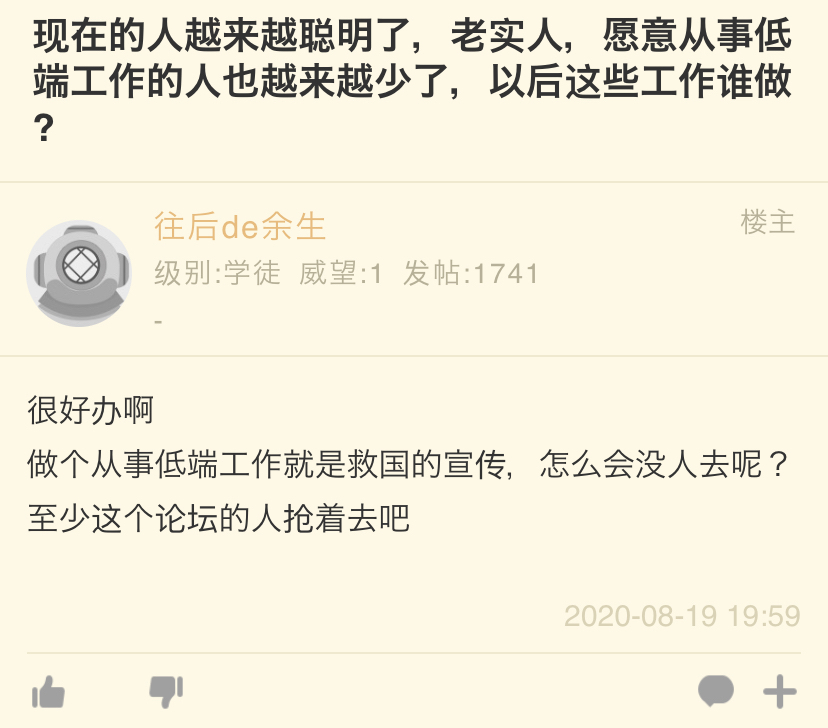 现在的人越来越聪明了，老实人，愿意从事低
端工作的人也越来越少了，以后这些工作谁做
？
往后de余生
楼主
级别:学徒 威望:1 发帖:1741
-
很好办啊
做个从事低端工作就是救国的宣传，怎么会没人去呢？
至少这个论坛的人抢着去吧
2020-08-19 19:59